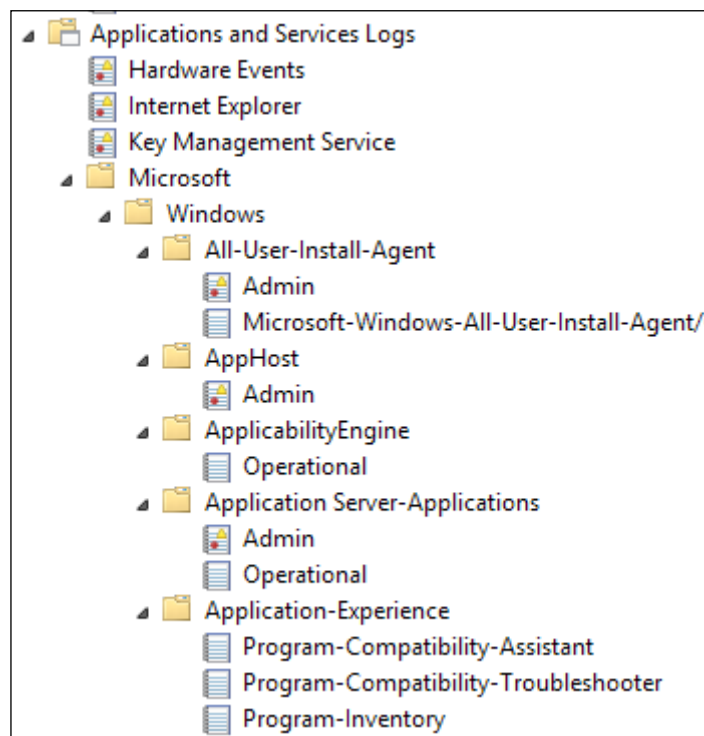 Applications and Services Logs
Hardware Events
Internet Explorer
Key Management Service
Microsoft
Windows
All-User-Install-Agent
Admin
Microsoft-Windows-All-User-Install-Agent/
AppHost
Admin
ApplicabilityEngine
Operational
Application Server-Applications
Admin
Operational
Application-Experience
Program-Compatibility-Assistant
Program-Compatibility-Troubleshooter
Program-Inventory